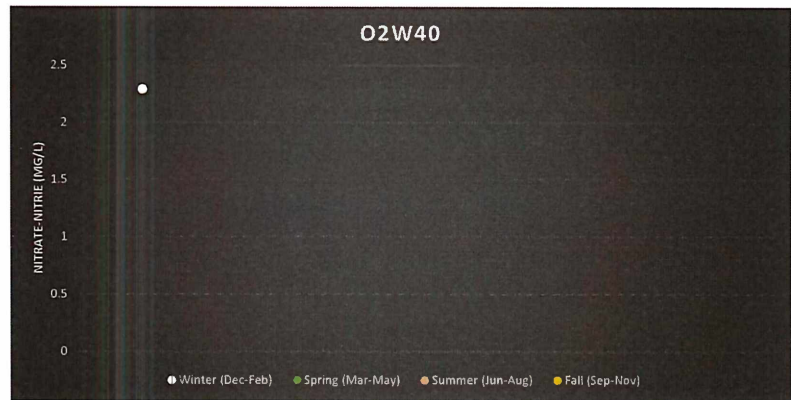 O2W40
2.5
2
1.5
1
0.5
0
NITRATE-NITRIE (MG/L)
Winter (Dec-Feb) Spring (Mar-May) Summer (Jun-Aug) Fall (Sep-Nov)